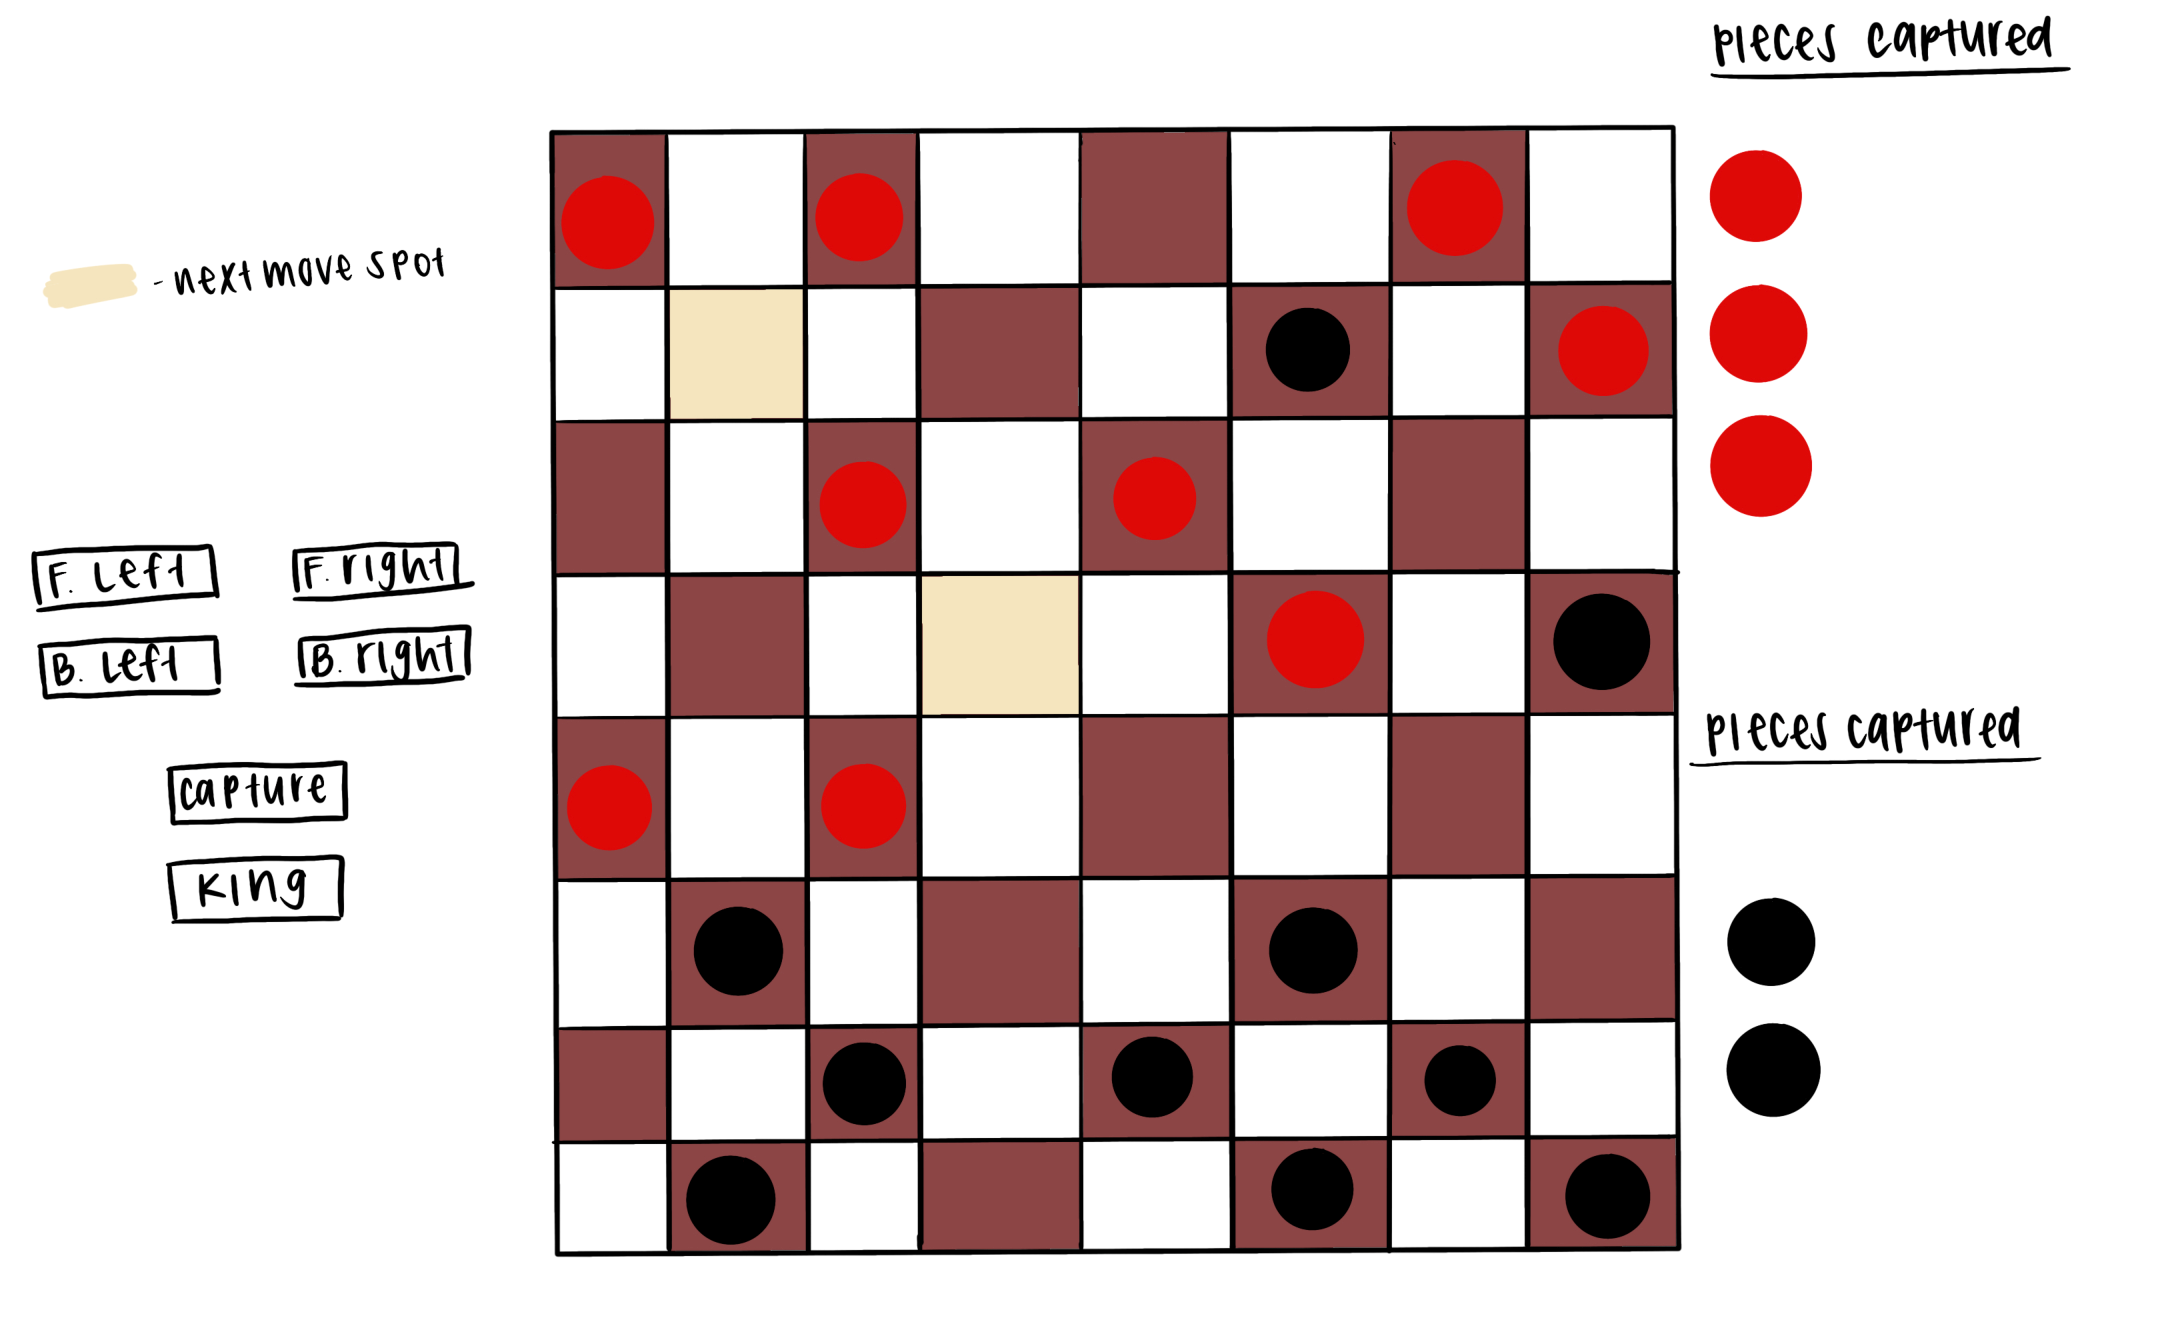 pieces captured
- next move spot
F. Left
F. right
B. Left
B. right
pieces captured
capture
King